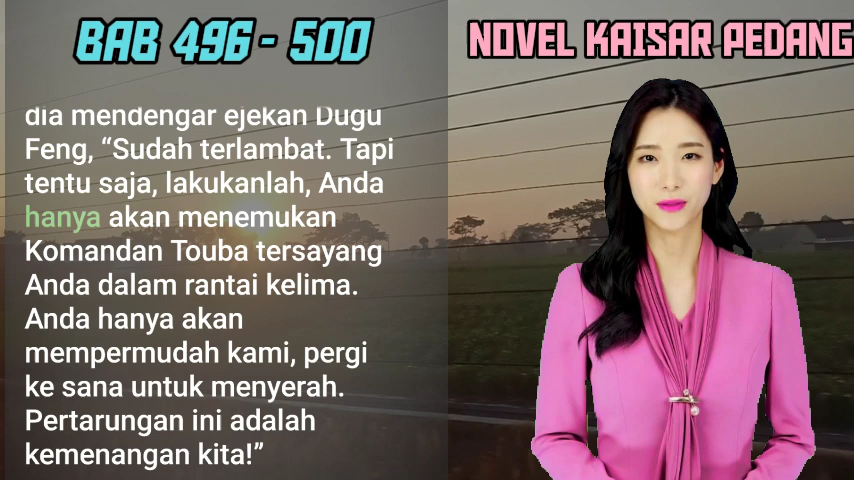 BAB 496 - 500
NOVEL KAISAR PEDANG
dia mendengar ejekan Dugu
Feng, “Sudah terlambat. Tapi
tentu saja, lakukanlah, Anda
hanya akan menemukan
Komandan Touba tersayang
Anda dalam rantai kelima.
Anda hanya akan
mempermudah kami, pergi
ke sana untuk menyerah.
Pertarungan ini adalah
kemenangan kita!”